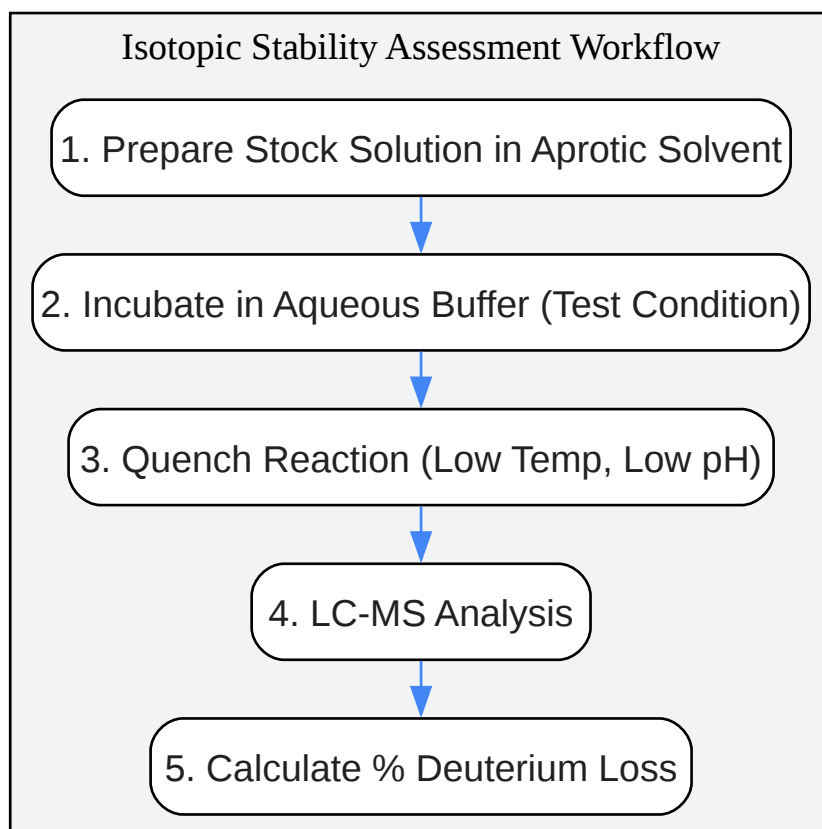 Isotopic Stability Assessment Workflow
1. Prepare Stock Solution in Aprotic Solvent
2. Incubate in Aqueous Buffer (Test Condition)
3. Quench Reaction (Low Temp, Low pH)
4. LC-MS Analysis
5. Calculate % Deuterium Loss